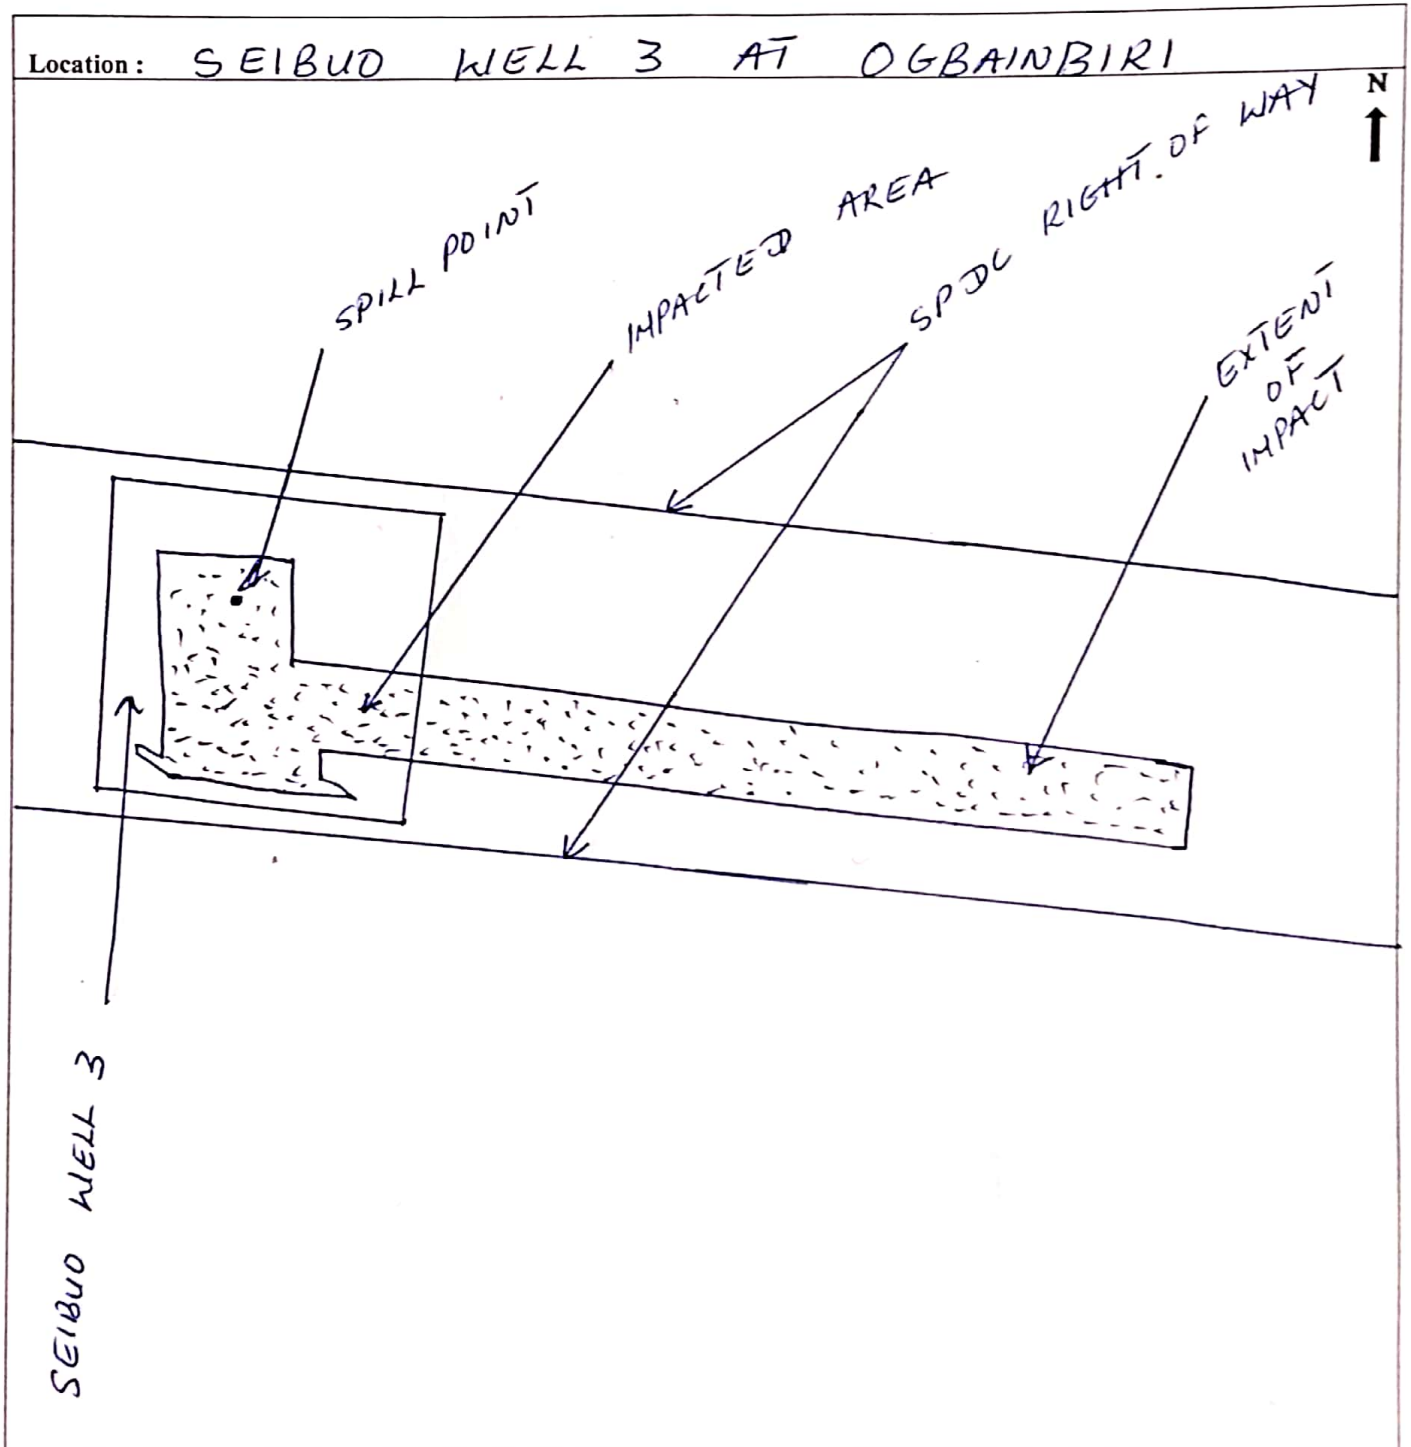 Location : SEIBUO WELL 3 AT OGBAINBIRI
N
SPILL POINT
IMPACTED AREA
SPDC RIGHT OF WAY
EXTENT
OF
IMPACT
SEIBUO WELL 3